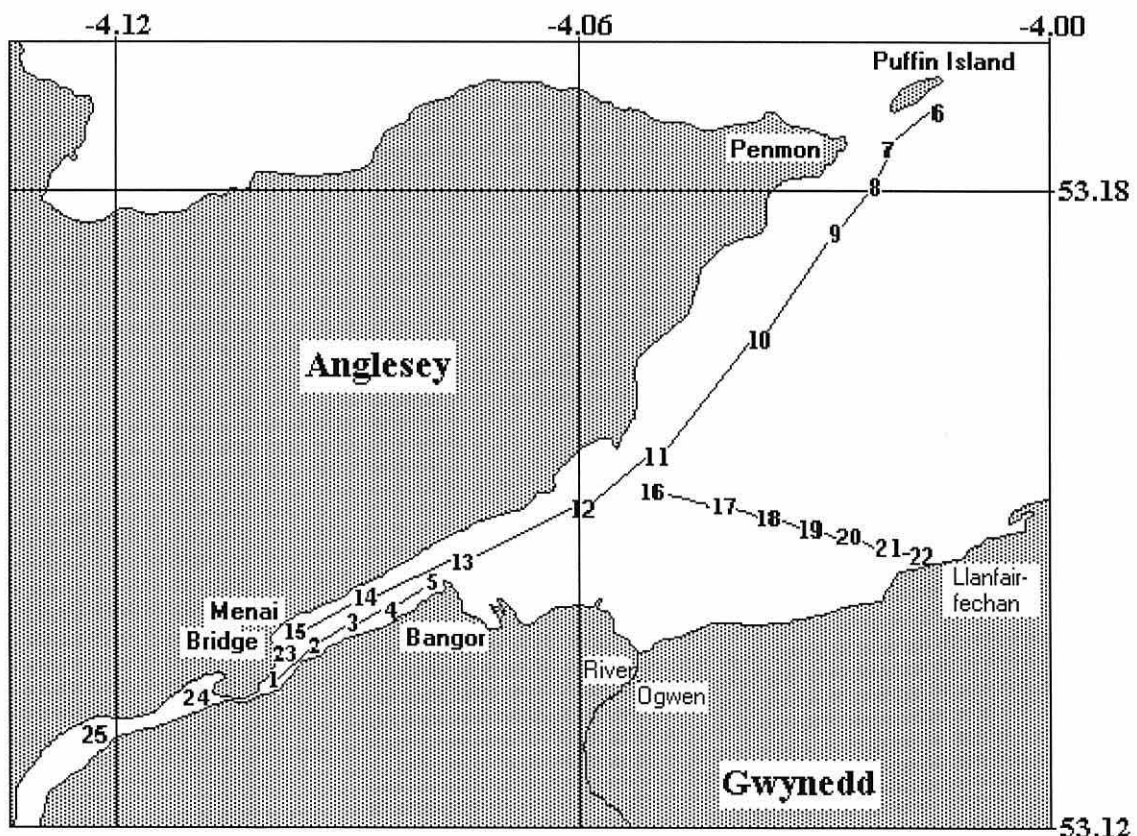 -4.12 -4.06 -4.00
Puffin Island
6
7
Penmon
8
53.18
9
10
Anglesey
11
16
12
17
18
19
20
21
22
13
Llanfair-
fechan
5
14
4
Menai
Bridge
15
3
Bangor
2
23
1
River
Ogwen
24
25
Gwynedd
53.12